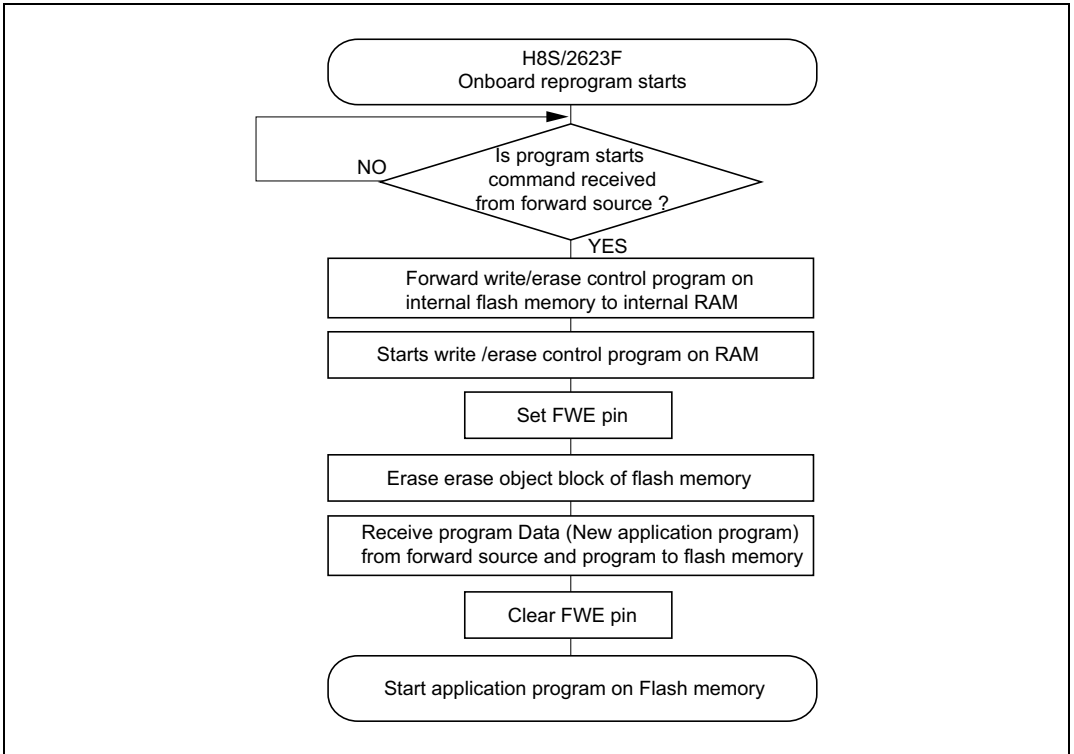 H8S/2623F
Onboard reprogram starts
Is program starts
command received
from forward source ?
NO
YES
Forward write/erase control program on
internal flash memory to internal RAM
Starts write /erase control program on RAM
Set FWE pin
Erase erase object block of flash memory
Receive program Data (New application program)
from forward source and program to flash memory
Clear FWE pin
Start application program on Flash memory